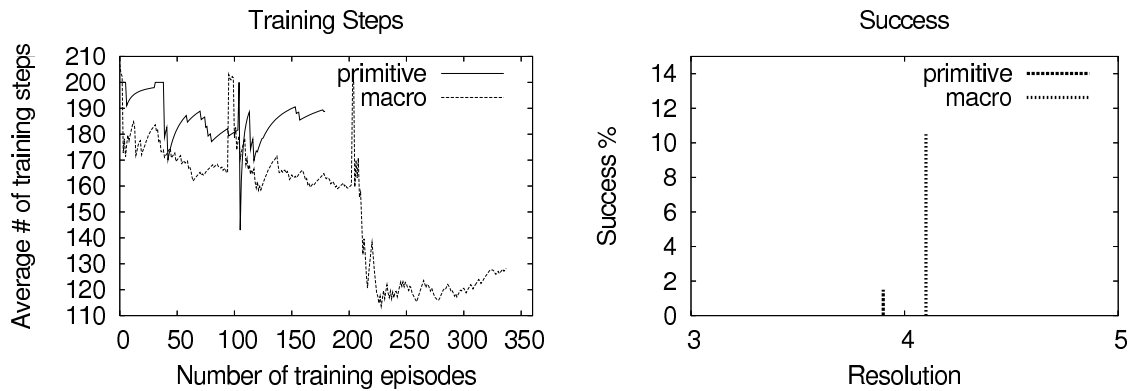 Training Steps
Average # of training steps
210
200
190
180
170
160
150
140
130
120
110
primitive
macro
0 50 100 150 200 250 300 350
Number of training episodes
Success
Success %
14
12
10
8
6
4
2
0
primitive
macro
3 4 5
Resolution